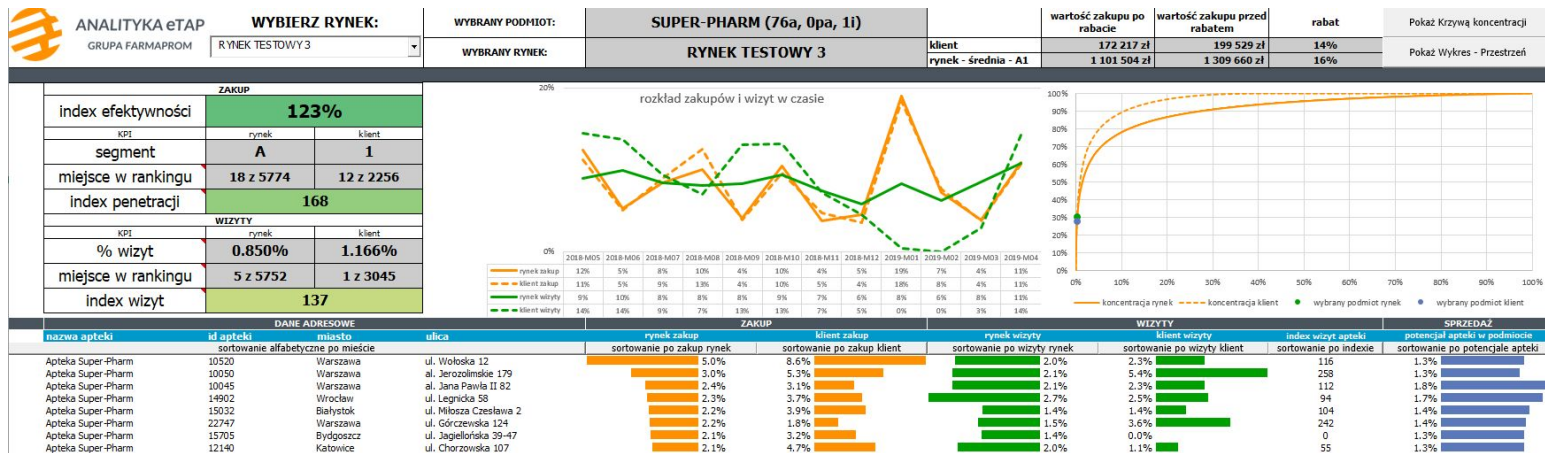 ANALITYKA eTAP
GRUPA FARMAPROM
WYBIERZ RYNEK:
RYNEK TESTOWY 3
WYBRANY PODMIOT:
SUPER-PHARM (76a, 0pa, 1i)
WYBRANY RYNEK:
RYNEK TESTOWY 3
wartość zakupu po rabacie wartość zakupu przed rabatem rabat
klient 172 217 zł 199 529 zł 14%
rynek - średnia - A1 1 101 504 zł 1 309 660 zł 16%
Pokaż Krzywą koncentracji
Pokaż Wykres - Przestrzeń
ZAKUP
index efektywności 123%
KPI rynek klient
segment A 1
miejsce w rankingu 18 z 5774 12 z 2256
index penetracji 168
WIZYTY
KPI rynek klient
% wizyt 0.850% 1.166%
miejsce w rankingu 5 z 5752 1 z 3045
index wizyt 137
rozkład zakupów i wizyt w czasie
20%
0%
2018-M05 2018-M06 2018-M07 2018-M08 2018-M09 2018-M10 2018-M11 2018-M12 2019-M01 2019-M02 2019-M03 2019-M04
rynek zakup 12% 5% 8% 10% 4% 10% 4% 5% 19% 7% 4% 11%
klient zakup 11% 5% 9% 13% 4% 10% 5% 4% 18% 8% 4% 11%
rynek wizyty 9% 10% 8% 8% 8% 9% 7% 6% 8% 6% 8% 11%
klient wizyty 14% 14% 9% 7% 13% 13% 7% 5% 0% 0% 3% 14%
100%
90%
80%
70%
60%
50%
40%
30%
20%
10%
0%
0% 10% 20% 30% 40% 50% 60% 70% 80% 90% 100%
koncentracja rynek koncentracja klient wybrany podmiot rynek wybrany podmiot klient
DANE ADRESOWE ZAKUP WIZYTY SPRZEDAŻ
nazwa apteki id apteki miasto ulica rynek zakup klient zakup rynek wizyty klient wizyty index wizyt apteki potencjał apteki w podmiocie
sortowanie alfabetyczne po mieście sortowanie po zakup rynek sortowanie po zakup klient sortowanie po wizyty rynek sortowanie po wizyty klient sortowanie po indexie sortowanie po potencjale apteki
Apteka Super-Pharm 10520 Warszawa ul. Wołoska 12 5.0% 8.6% 2.0% 2.3% 116 1.3%
Apteka Super-Pharm 10050 Warszawa al. Jerozolimskie 179 3.0% 5.3% 2.1% 5.4% 258 1.3%
Apteka Super-Pharm 10045 Warszawa al. Jana Pawła II 82 2.4% 3.1% 2.1% 2.3% 112 1.8%
Apteka Super-Pharm 14902 Wrocław ul. Legnicka 58 2.3% 3.7% 2.7% 2.5% 94 1.7%
Apteka Super-Pharm 15032 Białystok ul. Miłosza Czesława 2 2.2% 3.9% 1.4% 1.4% 104 1.4%
Apteka Super-Pharm 22747 Warszawa ul. Górczewska 124 2.2% 1.8% 1.5% 3.6% 242 1.4%
Apteka Super-Pharm 15705 Bydgoszcz ul. Jagiellońska 39-47 2.1% 3.2% 1.4% 0.0% 0 1.3%
Apteka Super-Pharm 12140 Katowice ul. Chorzowska 107 2.1% 4.7% 2.0% 1.1% 55 1.3%